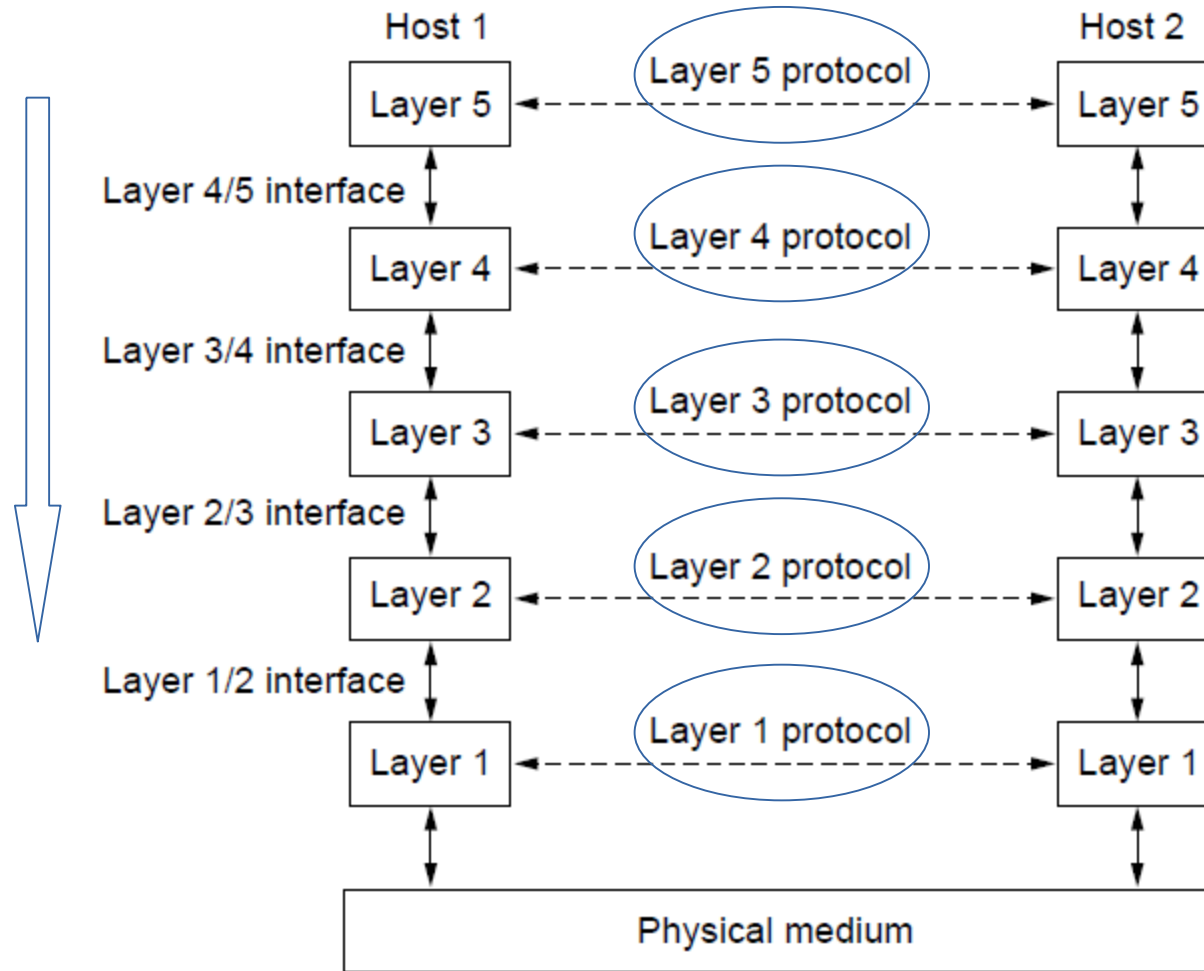 Host 1
Host 2
Layer 5 protocol
Layer 5
Layer 5
Layer 4/5 interface
Layer 4 protocol
Layer 4
Layer 4
Layer 3/4 interface
Layer 3 protocol
Layer 3
Layer 3
Layer 2/3 interface
Layer 2 protocol
Layer 2
Layer 2
Layer 1/2 interface
Layer 1 protocol
Layer 1
Layer 1
Physical medium